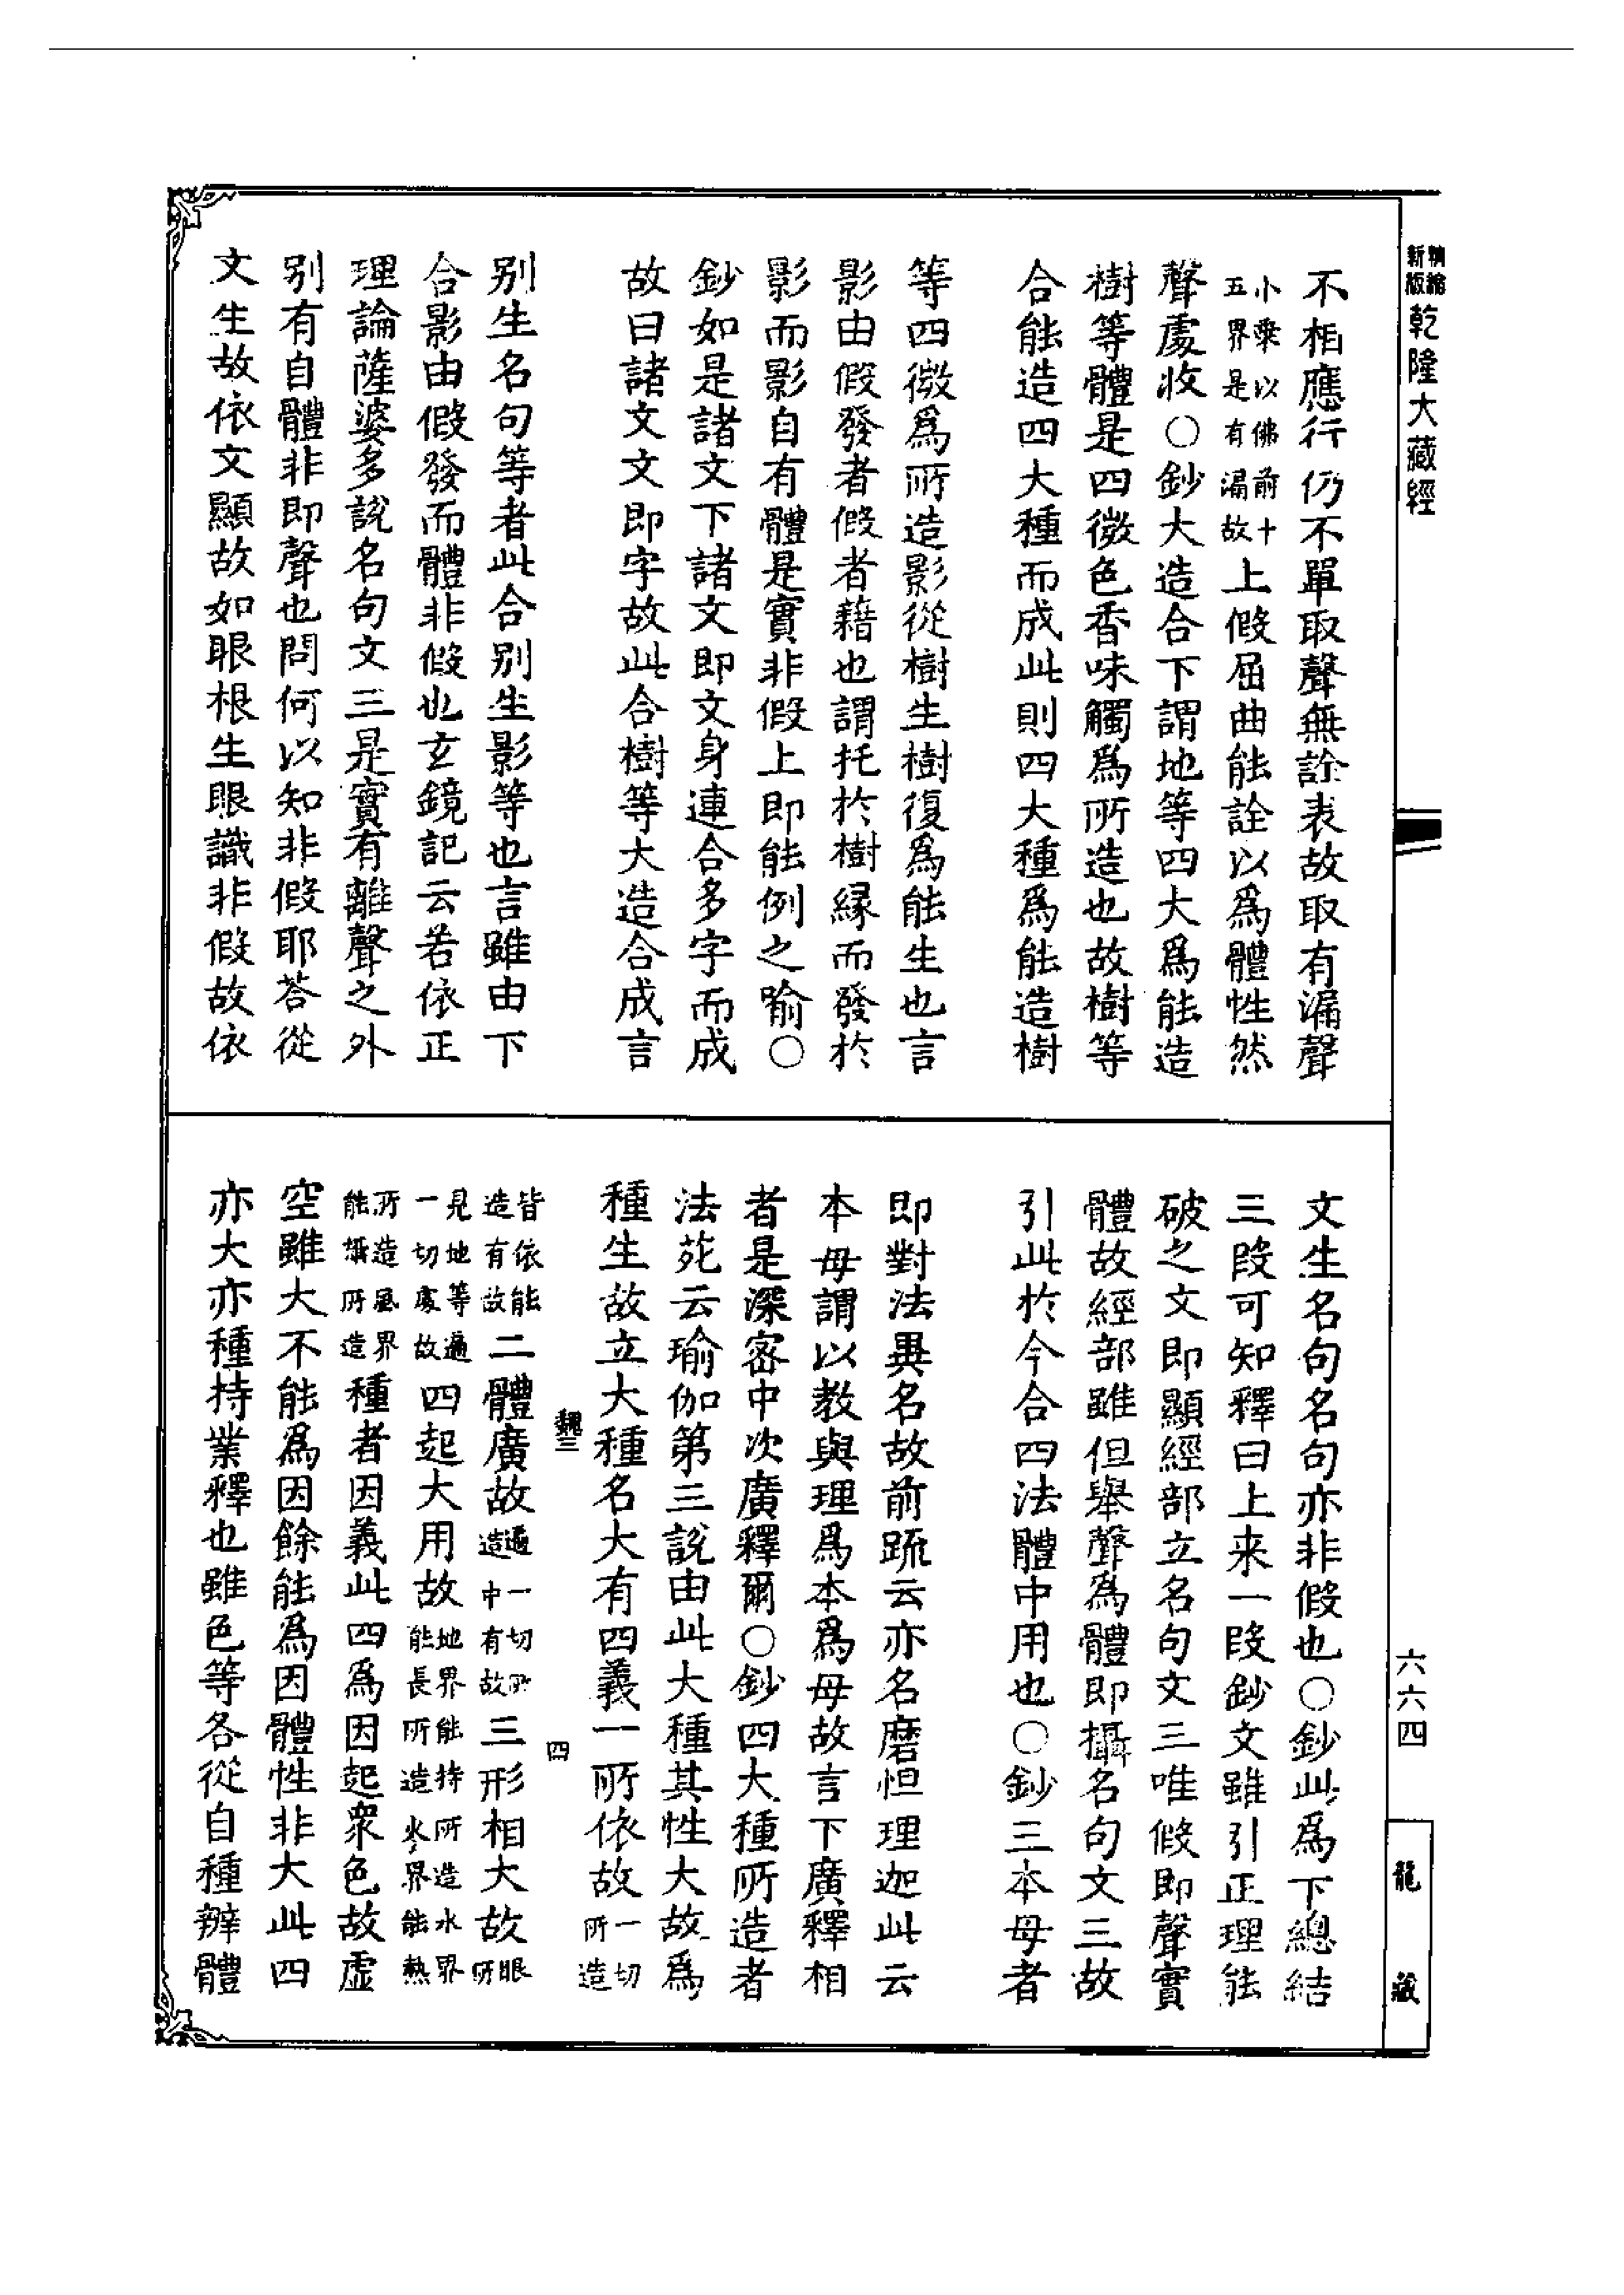 精縮新版乾隆大藏經
不相應行仍不單取聲無詮表故取有漏聲
小乘以佛前十五界是有漏故上假屈曲能詮以爲體性然
聲處收○鈔大造合下謂地等四大爲能造
樹等體是四微色香味觸爲所造也故樹等
合能造四大種而成此則四大種爲能造樹
等四微爲所造影從樹生樹復爲能生也言
影由假發者假者藉也謂托於樹緣而發於
影而影自有體是實非假上即能例之喻○
鈔如是諸文下諸文即文身連合多字而成
故曰諸文文即字故此合樹等大造合成言
別生名句等者此合別生影等也言雖由下
合影由假發而體非假也玄鏡記云若依正
理論薩婆多說名句文三是實有離聲之外
別有自體非即聲也問何以知非假耶荅從
文生故依文顯故如眼根生眼識非假故依
文生名句名句亦非假也○鈔此爲下總結
三段可知釋曰上来一段鈔文雖引正理能
破之文即顯經部立名句文三唯假即聲實
體故經部雖但舉聲爲體即攝名句文三故
引此於今合四法體中用也○鈔三本母者
即對法異名故前疏云亦名磨怛理迦此云
本母謂以教與理爲本爲母故言下廣釋相
者是深密中次廣釋爾○鈔四大種所造者
法苑云瑜伽第三說由此大種其性大故爲
種生故立大種名大有四義一所依故一切所造
魏三 四
皆依能造有故二體廣故遍一切所造中有故三形相大故眼所
見地等遍一切處故四起大用故地界能持所造水界能長所造火界能熱
所造風界能攝所造種者因義此四爲因起衆色故虛
空雖大不能爲因餘能爲因體性非大此四
亦大亦種持業釋也雖色等各從自種辦體
六六四
龍藏